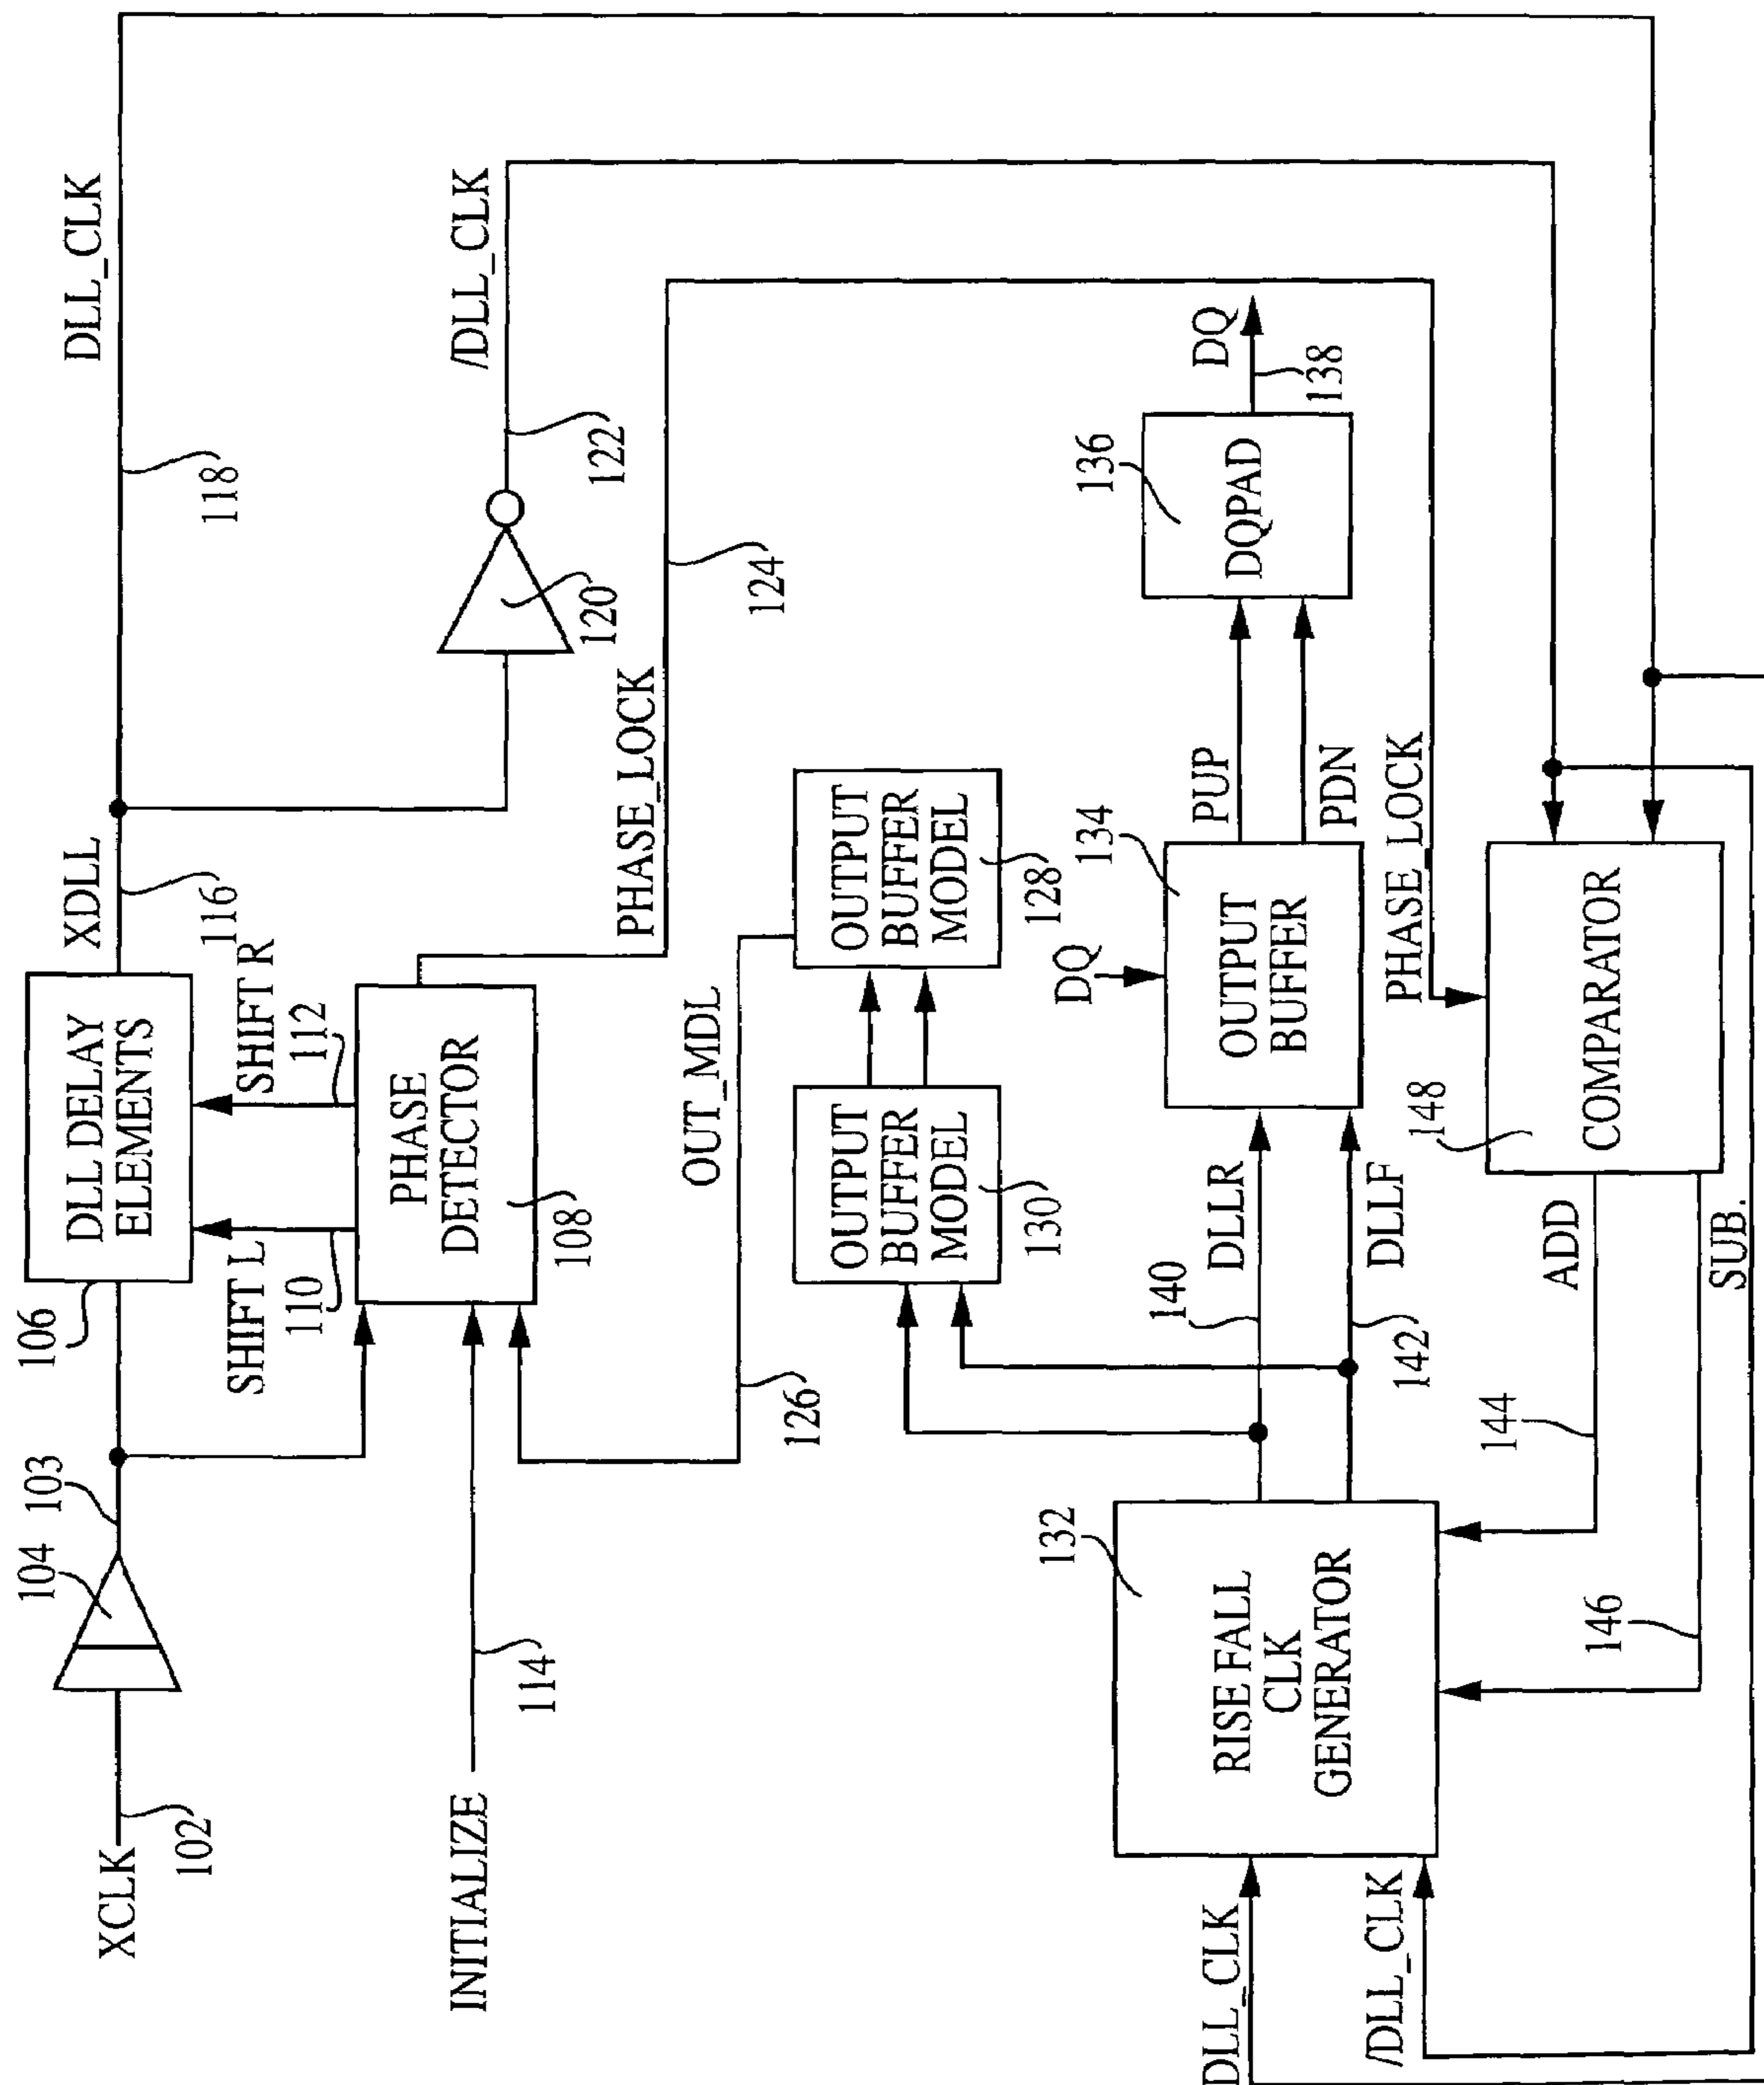 XCLK
102
104
103
106
DLL DELAY
ELEMENTS
XDLL
116
DLL_CLK
118
SHIFT L
110
SHIFT R
112
INITIALIZE
114
PHASE
DETECTOR
108
120
/DLL_CLK
122
PHASE_LOCK
124
OUT_MDL
126
OUTPUT
BUFFER
MODEL
130
OUTPUT
BUFFER
MODEL
128
DLL_CLK
/DLL_CLK
132
RISE FALL
CLK
GENERATOR
140
DLLR
142
DLLF
DQ
134
OUTPUT
BUFFER
PUP
PDN
136
DQPAD
DQ
138
PHASE_LOCK
144
ADD
146
SUB.
148
COMPARATOR